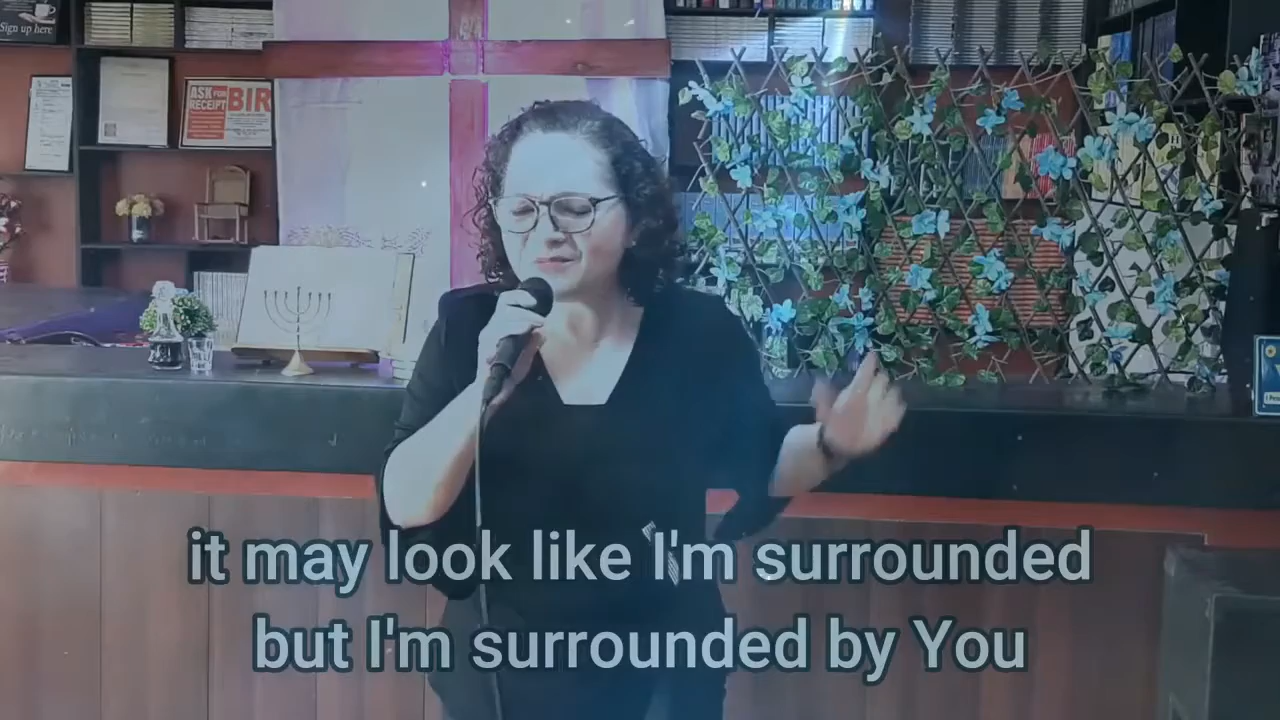 Sign up here
ASK FOR
RECEIPT
BIR
it may look like I'm surrounded
but I'm surrounded by You